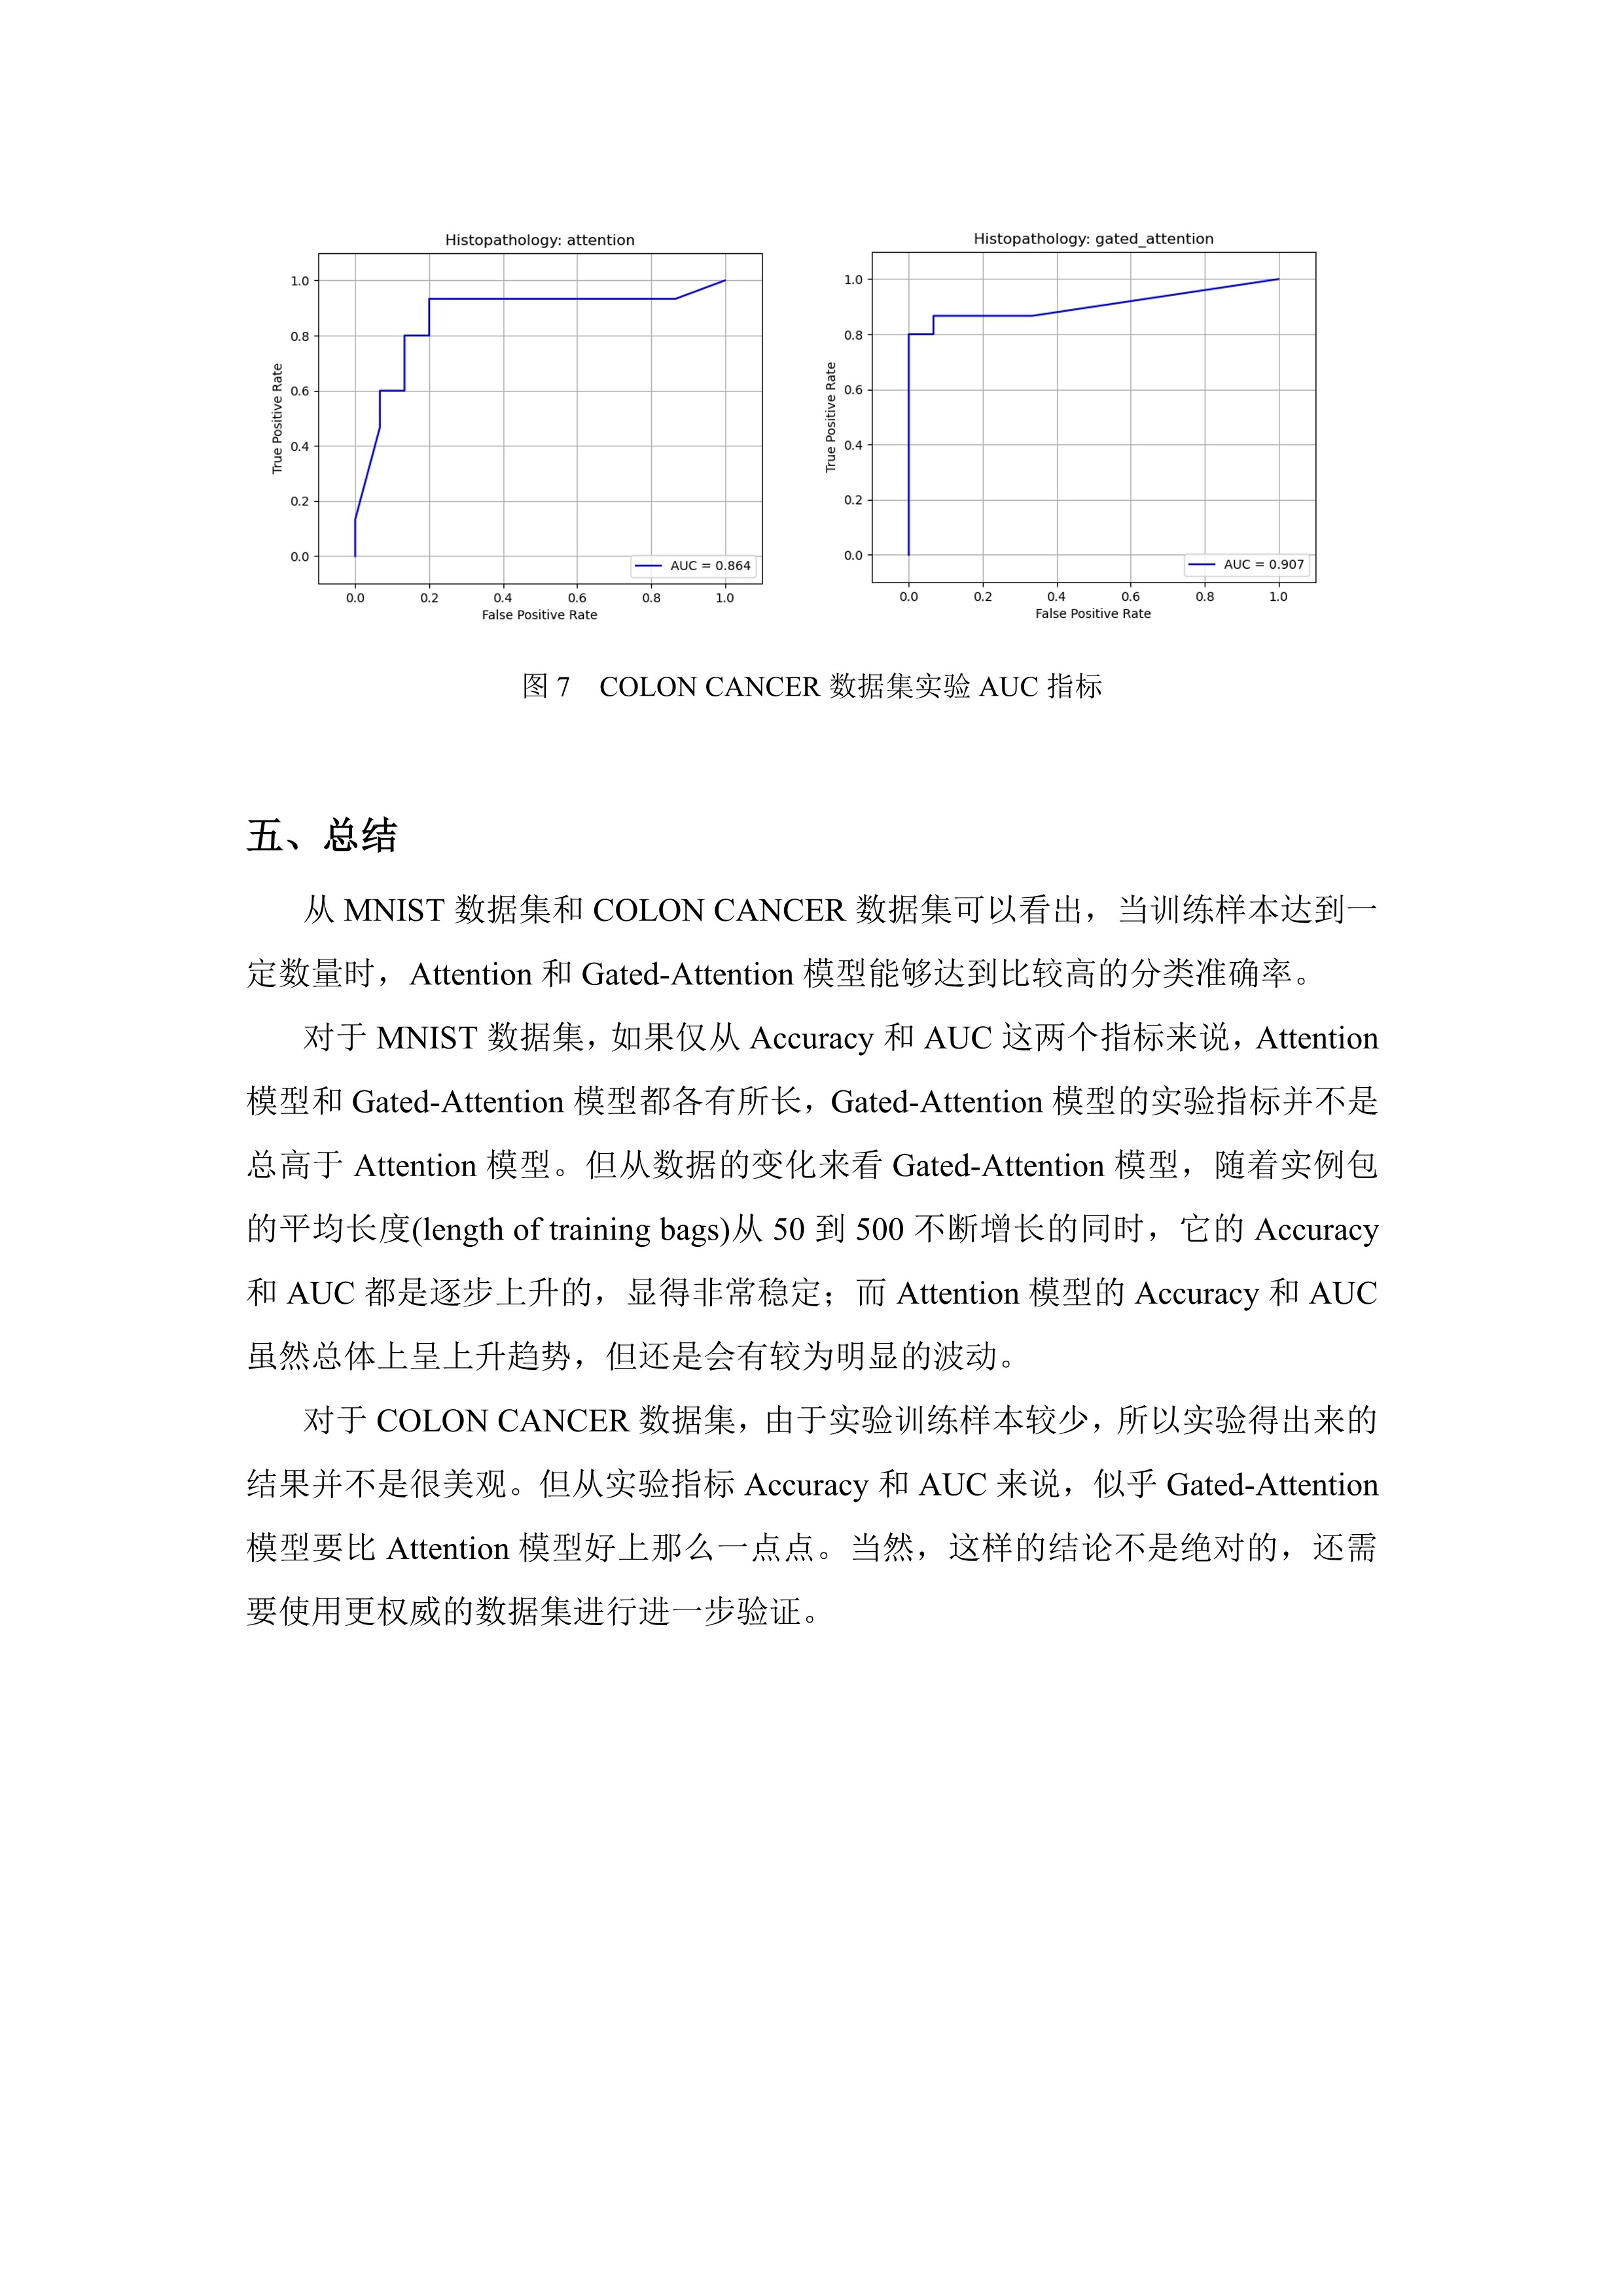 Histopathology: attention
1.0
0.8
0.6
0.4
0.2
0.0
True Positive Rate
AUC = 0.864
0.0 0.2 0.4 0.6 0.8 1.0
False Positive Rate
Histopathology: gated_attention
1.0
0.8
0.6
0.4
0.2
0.0
True Positive Rate
AUC = 0.907
0.0 0.2 0.4 0.6 0.8 1.0
False Positive Rate
图 7 COLON CANCER 数据集实验 AUC 指标
五、总结
从 MNIST 数据集和 COLON CANCER 数据集可以看出，当训练样本达到一
定数量时，Attention 和 Gated-Attention 模型能够达到比较高的分类准确率。
对于 MNIST 数据集，如果仅从 Accuracy 和 AUC 这两个指标来说，Attention
模型和 Gated-Attention 模型都各有所长，Gated-Attention 模型的实验指标并不是
总高于 Attention 模型。但从数据的变化来看 Gated-Attention 模型，随着实例包
的平均长度(length of training bags)从 50 到 500 不断增长的同时，它的 Accuracy
和 AUC 都是逐步上升的，显得非常稳定；而 Attention 模型的 Accuracy 和 AUC
虽然总体上呈上升趋势，但还是会有较为明显的波动。
对于 COLON CANCER 数据集，由于实验训练样本较少，所以实验得出来的
结果并不是很美观。但从实验指标 Accuracy 和 AUC 来说，似乎 Gated-Attention
模型要比 Attention 模型好上那么一点点。当然，这样的结论不是绝对的，还需
要使用更权威的数据集进行进一步验证。